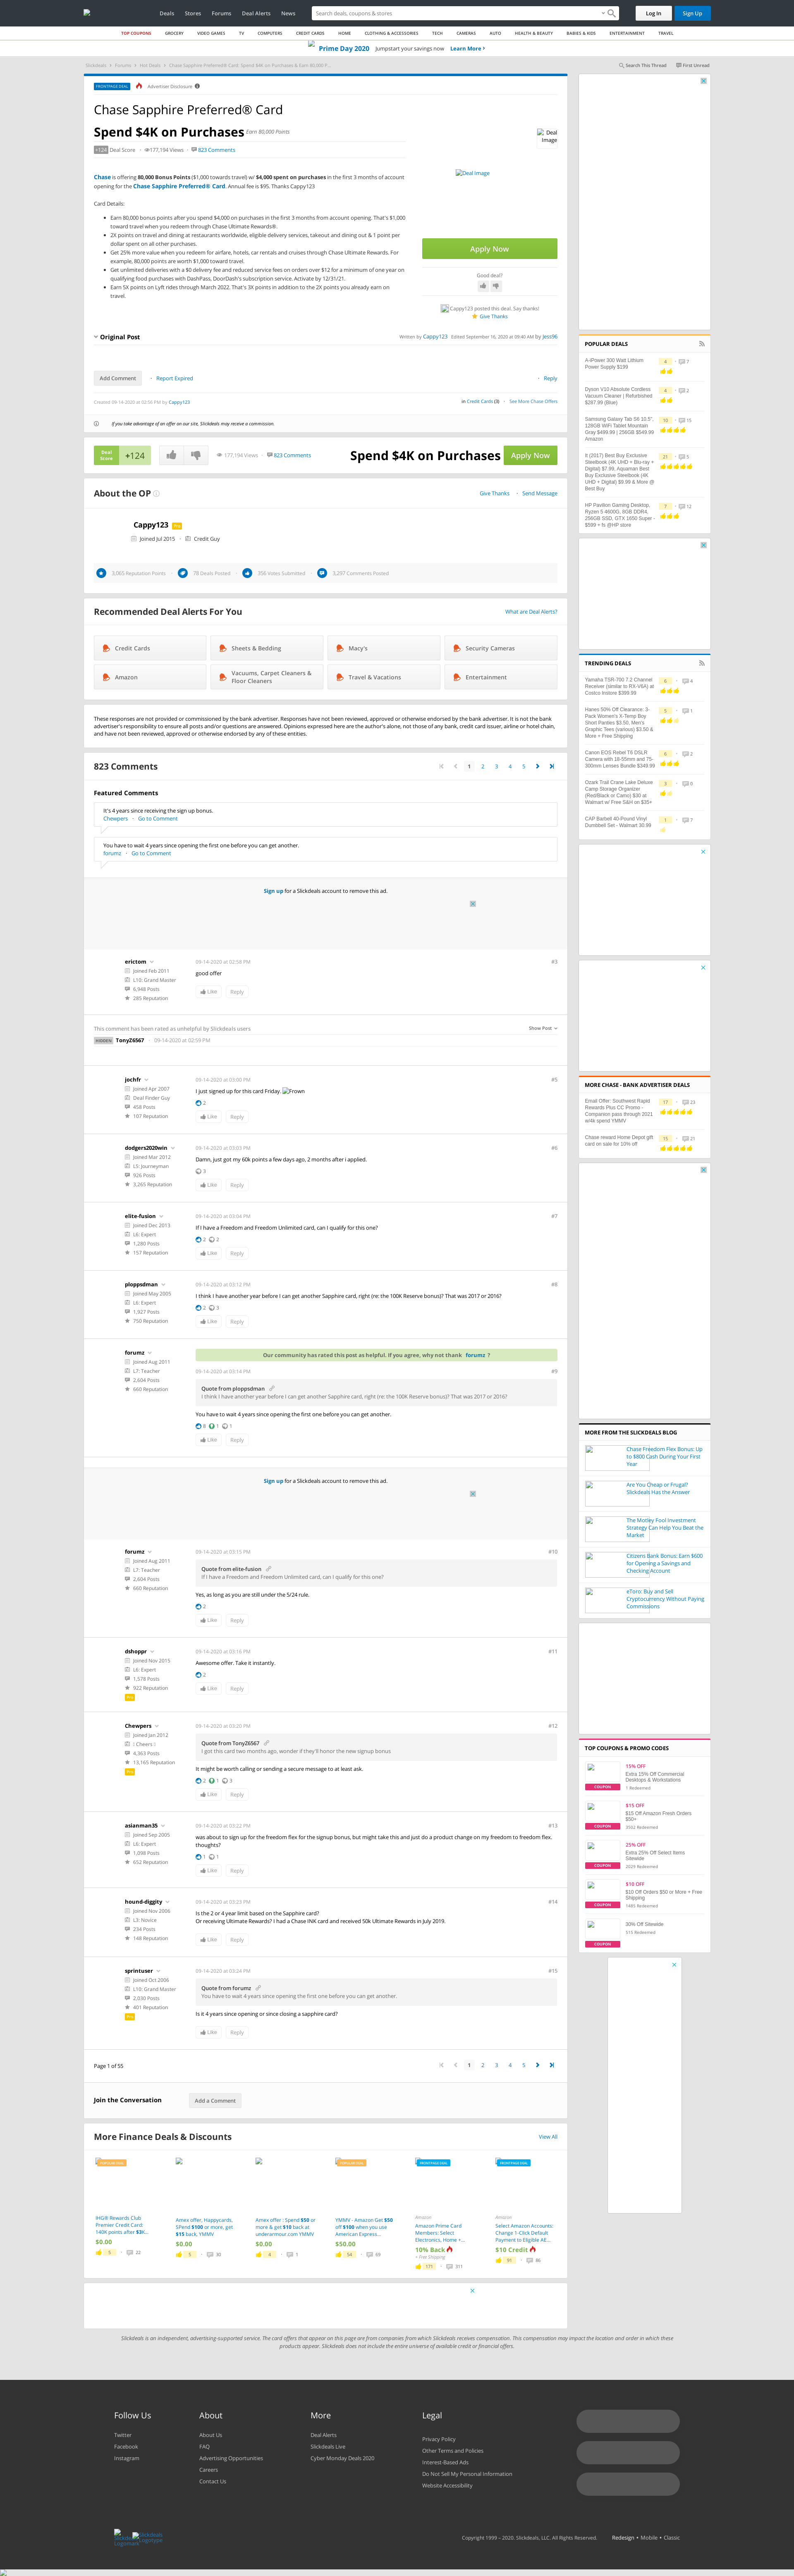 Deals
Stores
Forums
Deal Alerts
News
Search deals, coupons & stores
Log In
Sign Up
TOP COUPONS
GROCERY
VIDEO GAMES
TV
COMPUTERS
CREDIT CARDS
HOME
CLOTHING & ACCESSORIES
TECH
CAMERAS
AUTO
HEALTH & BEAUTY
BABIES & KIDS
ENTERTAINMENT
TRAVEL
Prime Day 2020 Jumpstart your savings now Learn More
Slickdeals Forums Hot Deals Chase Sapphire Preferred® Card: Spend $4K on Purchases & Earn 80,000 P...
Search This Thread
First Unread
FRONTPAGE DEAL
Advertiser Disclosure
Chase Sapphire Preferred® Card
Spend $4K on Purchases Earn 80,000 Points
+124 Deal Score 177,194 Views 823 Comments
Deal Image
Deal Image
Chase is offering 80,000 Bonus Points ($1,000 towards travel) w/ $4,000 spent on purchases in the first 3 months of account
opening for the Chase Sapphire Preferred® Card. Annual fee is $95. Thanks Cappy123
Card Details:
Earn 80,000 bonus points after you spend $4,000 on purchases in the first 3 months from account opening. That's $1,000
toward travel when you redeem through Chase Ultimate Rewards®.
2X points on travel and dining at restaurants worldwide, eligible delivery services, takeout and dining out & 1 point per
dollar spent on all other purchases.
Get 25% more value when you redeem for airfare, hotels, car rentals and cruises through Chase Ultimate Rewards. For
example, 80,000 points are worth $1,000 toward travel.
Get unlimited deliveries with a $0 delivery fee and reduced service fees on orders over $12 for a minimum of one year on
qualifying food purchases with DashPass, DoorDash's subscription service. Activate by 12/31/21.
Earn 5X points on Lyft rides through March 2022. That's 3X points in addition to the 2X points you already earn on
travel.
Apply Now
Good deal?
Cappy123 posted this deal. Say thanks!
Give Thanks
Original Post
Written by Cappy123 Edited September 16, 2020 at 09:40 AM by Jess96
Add Comment
Report Expired
Reply
Created 09-14-2020 at 02:56 PM by Cappy123
in Credit Cards (3) See More Chase Offers
If you take advantage of an offer on our site, Slickdeals may receive a commission.
Deal Score +124
177,194 Views 823 Comments
Spend $4K on Purchases
Apply Now
About the OP
Give Thanks Send Message
Cappy123 Pro
Joined Jul 2015 Credit Guy
3,065 Reputation Points
78 Deals Posted
356 Votes Submitted
3,297 Comments Posted
Recommended Deal Alerts For You
What are Deal Alerts?
Credit Cards
Sheets & Bedding
Macy's
Security Cameras
Amazon
Vacuums, Carpet Cleaners & Floor Cleaners
Travel & Vacations
Entertainment
These responses are not provided or commissioned by the bank advertiser. Responses have not been reviewed, approved or otherwise endorsed by the bank advertiser. It is not the bank
advertiser's responsibility to ensure all posts and/or questions are answered. Opinions expressed here are the author's alone, not those of any bank, credit card issuer, airline, or hotel chain,
and have not been reviewed, approved or otherwise endorsed by any of these entities.
823 Comments
1 2 3 4 5
Featured Comments
It's 4 years since receiving the sign up bonus.
Chewpers Go to Comment
You have to wait 4 years since opening the first one before you can get another.
forumz Go to Comment
Sign up for a Slickdeals account to remove this ad.
erictom
Joined Feb 2011
L10: Grand Master
6,948 Posts
285 Reputation
09-14-2020 at 02:58 PM
#3
good offer
Like Reply
This comment has been rated as unhelpful by Slickdeals users
Show Post
HIDDEN TonyZ6567 09-14-2020 at 02:59 PM
jochfr
Joined Apr 2007
Deal Finder Guy
458 Posts
107 Reputation
09-14-2020 at 03:00 PM
#5
I just signed up for this card Friday. Frown
2
Like Reply
dodgers2020win
Joined Mar 2012
L5: Journeyman
926 Posts
3,265 Reputation
09-14-2020 at 03:03 PM
#6
Damn, just got my 60k points a few days ago, 2 months after i applied.
3
Like Reply
elite-fusion
Joined Dec 2013
L6: Expert
1,280 Posts
157 Reputation
09-14-2020 at 03:04 PM
#7
If I have a Freedom and Freedom Unlimited card, can I qualify for this one?
2 2
Like Reply
ploppsdman
Joined May 2005
L6: Expert
1,927 Posts
750 Reputation
09-14-2020 at 03:12 PM
#8
I think I have another year before I can get another Sapphire card, right (re: the 100K Reserve bonus)? That was 2017 or 2016?
2 3
Like Reply
forumz
Joined Aug 2011
L7: Teacher
2,604 Posts
660 Reputation
Our community has rated this post as helpful. If you agree, why not thank forumz ?
09-14-2020 at 03:14 PM
#9
Quote from ploppsdman
I think I have another year before I can get another Sapphire card, right (re: the 100K Reserve bonus)? That was 2017 or 2016?
You have to wait 4 years since opening the first one before you can get another.
8 1 1
Like Reply
Sign up for a Slickdeals account to remove this ad.
forumz
Joined Aug 2011
L7: Teacher
2,604 Posts
660 Reputation
09-14-2020 at 03:15 PM
#10
Quote from elite-fusion
If I have a Freedom and Freedom Unlimited card, can I qualify for this one?
Yes, as long as you are still under the 5/24 rule.
2
Like Reply
dshoppr
Joined Nov 2015
L6: Expert
1,578 Posts
922 Reputation
Pro
09-14-2020 at 03:16 PM
#11
Awesome offer. Take it instantly.
2
Like Reply
Chewpers
Joined Jan 2012
Cheers
4,363 Posts
13,165 Reputation
Pro
09-14-2020 at 03:20 PM
#12
Quote from TonyZ6567
I got this card two months ago, wonder if they'll honor the new signup bonus
It might be worth calling or sending a secure message to at least ask.
2 1 3
Like Reply
asianman35
Joined Sep 2005
L6: Expert
1,098 Posts
652 Reputation
09-14-2020 at 03:22 PM
#13
was about to sign up for the freedom flex for the signup bonus, but might take this and just do a product change on my freedom to freedom flex.
thoughts?
1 1
Like Reply
hound-diggity
Joined Nov 2006
L3: Novice
234 Posts
148 Reputation
09-14-2020 at 03:23 PM
#14
Is the 2 or 4 year limit based on the Sapphire card?
Or receiving Ultimate Rewards? I had a Chase INK card and received 50k Ultimate Rewards in July 2019.
Like Reply
sprintuser
Joined Oct 2006
L10: Grand Master
2,030 Posts
401 Reputation
Pro
09-14-2020 at 03:24 PM
#15
Quote from forumz
You have to wait 4 years since opening the first one before you can get another.
Is it 4 years since opening or since closing a sapphire card?
Like Reply
Page 1 of 55
1 2 3 4 5
Join the Conversation
Add a Comment
More Finance Deals & Discounts
View All
POPULAR DEAL
IHG® Rewards Club
Premier Credit Card:
140K points after $3K...
$0.00
5 22
Amex offer, Happycards,
SPend $100 or more, get
$15 back, YMMV
$0.00
5 30
Amex offer : Spend $50 or
more & get $10 back at
underarmour.com YMMV
$0.00
4 1
POPULAR DEAL
YMMV - Amazon Get $50
off $100 when you use
American Express...
$50.00
54 69
FRONTPAGE DEAL
Amazon
Amazon Prime Card
Members: Select
Electronics, Home +...
10% Back
+ Free Shipping
171 311
FRONTPAGE DEAL
Amazon
Select Amazon Accounts:
Change 1-Click Default
Payment to Eligible AE...
$10 Credit
91 86
POPULAR DEALS
A-iPower 300 Watt Lithium
Power Supply $199
4 7
Dyson V10 Absolute Cordless
Vacuum Cleaner | Refurbished
$287.99 (Blue)
4 2
Samsung Galaxy Tab S6 10.5",
128GB WiFi Tablet Mountain
Gray $499.99 | 256GB $549.99
Amazon
10 15
It (2017) Best Buy Exclusive
Steelbook (4K UHD + Blu-ray +
Digital) $7.99, Aquaman Best
Buy Exclusive Steelbook (4K
UHD + Digital) $9.99 & More @
Best Buy
21 5
HP Pavilion Gaming Desktop,
Ryzen 5 4600G, 8GB DDR4,
256GB SSD, GTX 1650 Super -
$599 + fs @HP store
7 12
TRENDING DEALS
Yamaha TSR-700 7.2 Channel
Receiver (similar to RX-V6A) at
Costco Instore $399.99
6 4
Hanes 50% Off Clearance: 3-
Pack Women's X-Temp Boy
Short Panties $3.50, Men's
Graphic Tees (various) $3.50 &
More + Free Shipping
5 1
Canon EOS Rebel T6 DSLR
Camera with 18-55mm and 75-
300mm Lenses Bundle $349.99
6 2
Ozark Trail Crane Lake Deluxe
Camp Storage Organizer
(Red/Black or Camo) $30 at
Walmart w/ Free S&H on $35+
3 0
CAP Barbell 40-Pound Vinyl
Dumbbell Set - Walmart 30.99
1 7
MORE CHASE - BANK ADVERTISER DEALS
Email Offer: Southwest Rapid
Rewards Plus CC Promo -
Companion pass through 2021
w/4k spend YMMV
17 23
Chase reward Home Depot gift
card on sale for 10% off
15 21
MORE FROM THE SLICKDEALS BLOG
Chase Freedom Flex Bonus: Up
to $800 Cash During Your First
Year
Are You Cheap or Frugal?
Slickdeals Has the Answer
The Motley Fool Investment
Strategy Can Help You Beat the
Market
Citizens Bank Bonus: Earn $600
for Opening a Savings and
Checking Account
eToro: Buy and Sell
Cryptocurrency Without Paying
Commissions
TOP COUPONS & PROMO CODES
COUPON
15% OFF
Extra 15% Off Commercial
Desktops & Workstations
1 Redeemed
COUPON
$15 OFF
$15 Off Amazon Fresh Orders
$50+
3502 Redeemed
COUPON
25% OFF
Extra 25% Off Select Items
Sitewide
2029 Redeemed
COUPON
$10 OFF
$10 Off Orders $50 or More + Free
Shipping
1485 Redeemed
COUPON
30% Off Sitewide
515 Redeemed
Slickdeals is an independent, advertising-supported service. The card offers that appear on this page are from companies from which Slickdeals receives compensation. This compensation may impact the location and order in which these
products appear. Slickdeals does not include the entire universe of available credit or financial offers.
Follow Us
Twitter
Facebook
Instagram
About
About Us
FAQ
Advertising Opportunities
Careers
Contact Us
More
Deal Alerts
Slickdeals Live
Cyber Monday Deals 2020
Legal
Privacy Policy
Other Terms and Policies
Interest-Based Ads
Do Not Sell My Personal Information
Website Accessibility
Slickdeals Logomark
Slickdeals Logotype
Copyright 1999 - 2020. Slickdeals, LLC. All Rights Reserved.
Redesign • Mobile • Classic